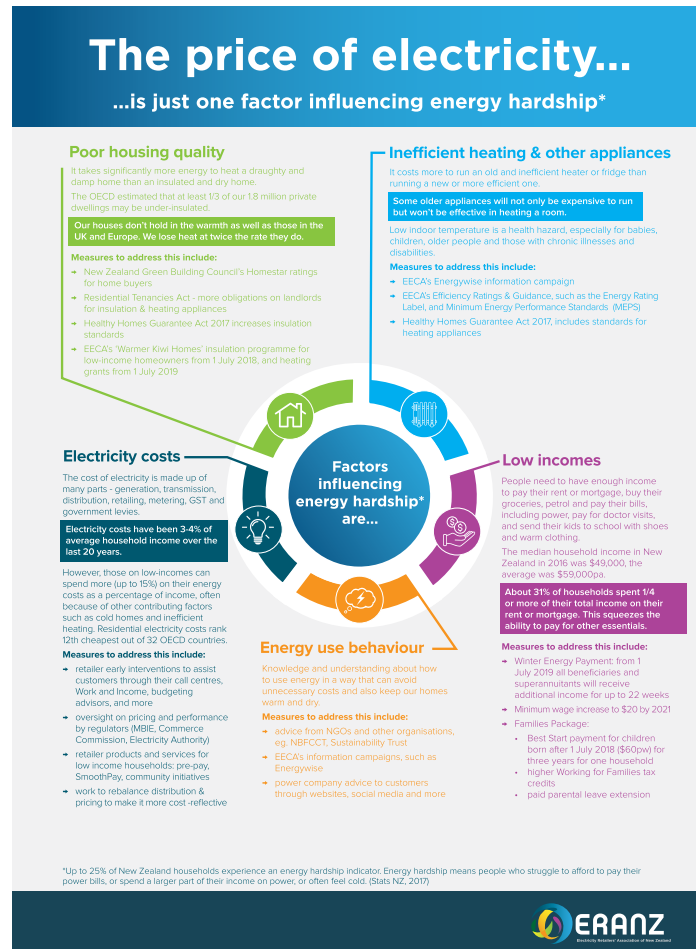 The price of electricity...
...is just one factor influencing energy hardship*
Poor housing quality
It takes significantly more energy to heat a draughty and
damp home than an insulated and dry home.
The OECD estimated that at least 1/3 of our 1.8 million private
dwellings may be under-insulated.
Our houses don't hold in the warmth as well as those in the
UK and Europe. We lose heat at twice the rate they do.
Measures to address this include:
→ New Zealand Green Building Council's Homestar ratings
for home buyers
→ Residential Tenancies Act - more obligations on landlords
for insulation & heating appliances
→ Healthy Homes Guarantee Act 2017 increases insulation
standards
→ EECA's 'Warmer Kiwi Homes' insulation programme for
low-income homeowners from 1 July 2018, and heating
grants from 1 July 2019
Inefficient heating & other appliances
It costs more to run an old and inefficient heater or fridge than
running a new or more efficient one.
Some older appliances will not only be expensive to run
but won't be effective in heating a room.
Low indoor temperature is a health hazard, especially for babies,
children, older people and those with chronic illnesses and
disabilities.
Measures to address this include:
→ EECA's Energywise information campaign
→ EECA's Efficiency Ratings & Guidance, such as the Energy Rating
Label, and Minimum Energy Performance Standards (MEPS)
→ Healthy Homes Guarantee Act 2017, includes standards for
heating appliances
Factors
influencing
energy hardship*
are...
Electricity costs
The cost of electricity is made up of
many parts - generation, transmission,
distribution, retailing, metering, GST and
government levies.
Electricity costs have been 3-4% of
average household income over the
last 20 years.
However, those on low-incomes can
spend more (up to 15%) on their energy
costs as a percentage of income, often
because of other contributing factors
such as cold homes and inefficient
heating. Residential electricity costs rank
12th cheapest out of 32 OECD countries.
Measures to address this include:
→ retailer early interventions to assist
customers through their call centres,
Work and Income, budgeting
advisors, and more
→ oversight on pricing and performance
by regulators (MBIE, Commerce
Commission, Electricity Authority)
→ retailer products and services for
low income households: pre-pay,
SmoothPay, community initiatives
→ work to rebalance distribution &
pricing to make it more cost -reflective
Energy use behaviour
Knowledge and understanding about how
to use energy in a way that can avoid
unnecessary costs and also keep our homes
warm and dry.
Measures to address this include:
→ advice from NGOs and other organisations,
eg. NBFCCT, Sustainability Trust
→ EECA's information campaigns, such as
Energywise
→ power company advice to customers
through websites, social media and more
Low incomes
People need to have enough income
to pay their rent or mortgage, buy their
groceries, petrol and pay their bills,
including power, pay for doctor visits,
and send their kids to school with shoes
and warm clothing.
The median household income in New
Zealand in 2016 was $49,000, the
average was $59,000pa.
About 31% of households spent 1/4
or more of their total income on their
rent or mortgage. This squeezes the
ability to pay for other essentials.
Measures to address this include:
→ Winter Energy Payment: from 1
July 2019 all beneficiaries and
superannuitants will receive
additional income for up to 22 weeks
→ Minimum wage increase to $20 by 2021
→ Families Package:
• Best Start payment for children
born after 1 July 2018 ($60pw) for
three years for one household
• higher Working for Families tax
credits
• paid parental leave extension
*Up to 25% of New Zealand households experience an energy hardship indicator. Energy hardship means people who struggle to afford to pay their
power bills, or spend a larger part of their income on power, or often feel cold. (Stats NZ, 2017)
ERANZ
Electricity Retailers' Association of New Zealand